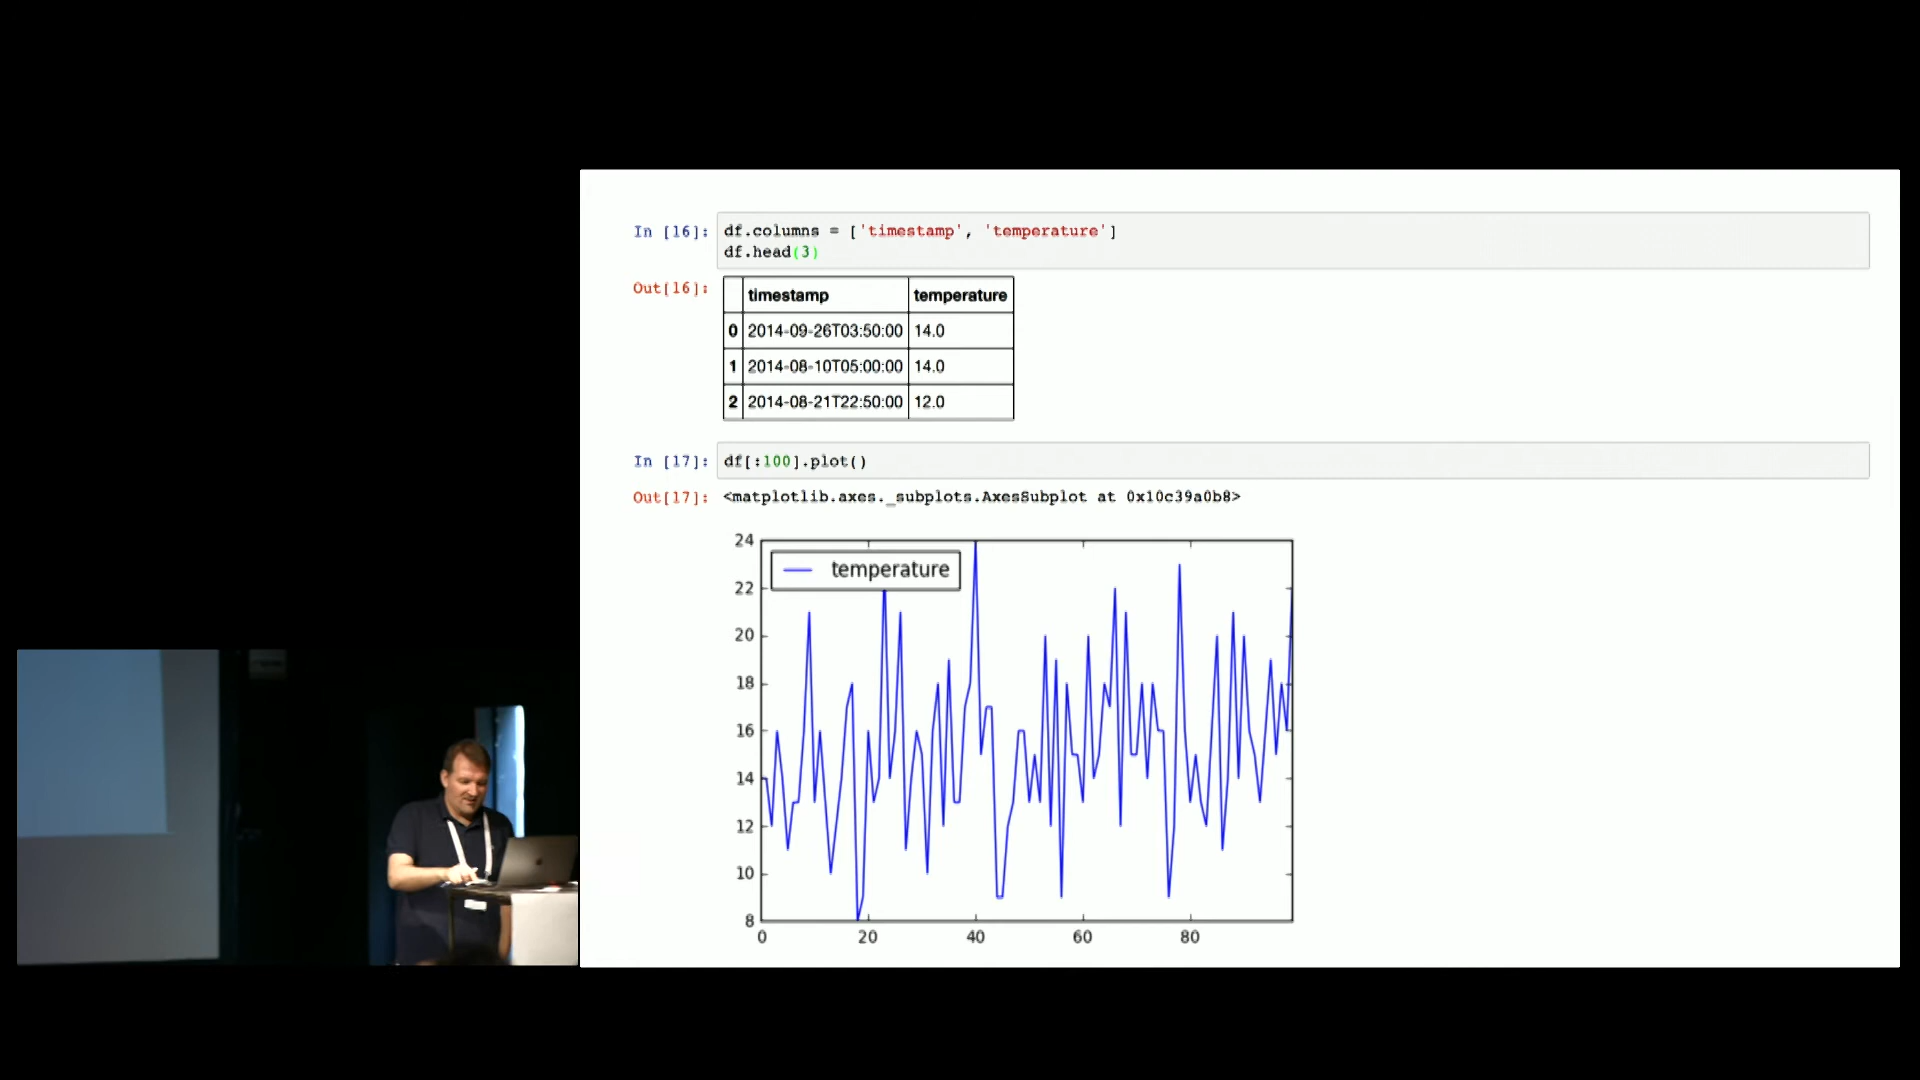 In [16]: df.columns = ['timestamp', 'temperature']
df.head(3)
Out[16]:
timestamp temperature
0 2014-09-26T03:50:00 14.0
1 2014-08-10T05:00:00 14.0
2 2014-08-21T22:50:00 12.0
In [17]: df[:100].plot()
Out[17]: <matplotlib.axes._subplots.AxesSubplot at 0x10c39a0b8>
temperature
24
22
20
18
16
14
12
10
8
0 20 40 60 80